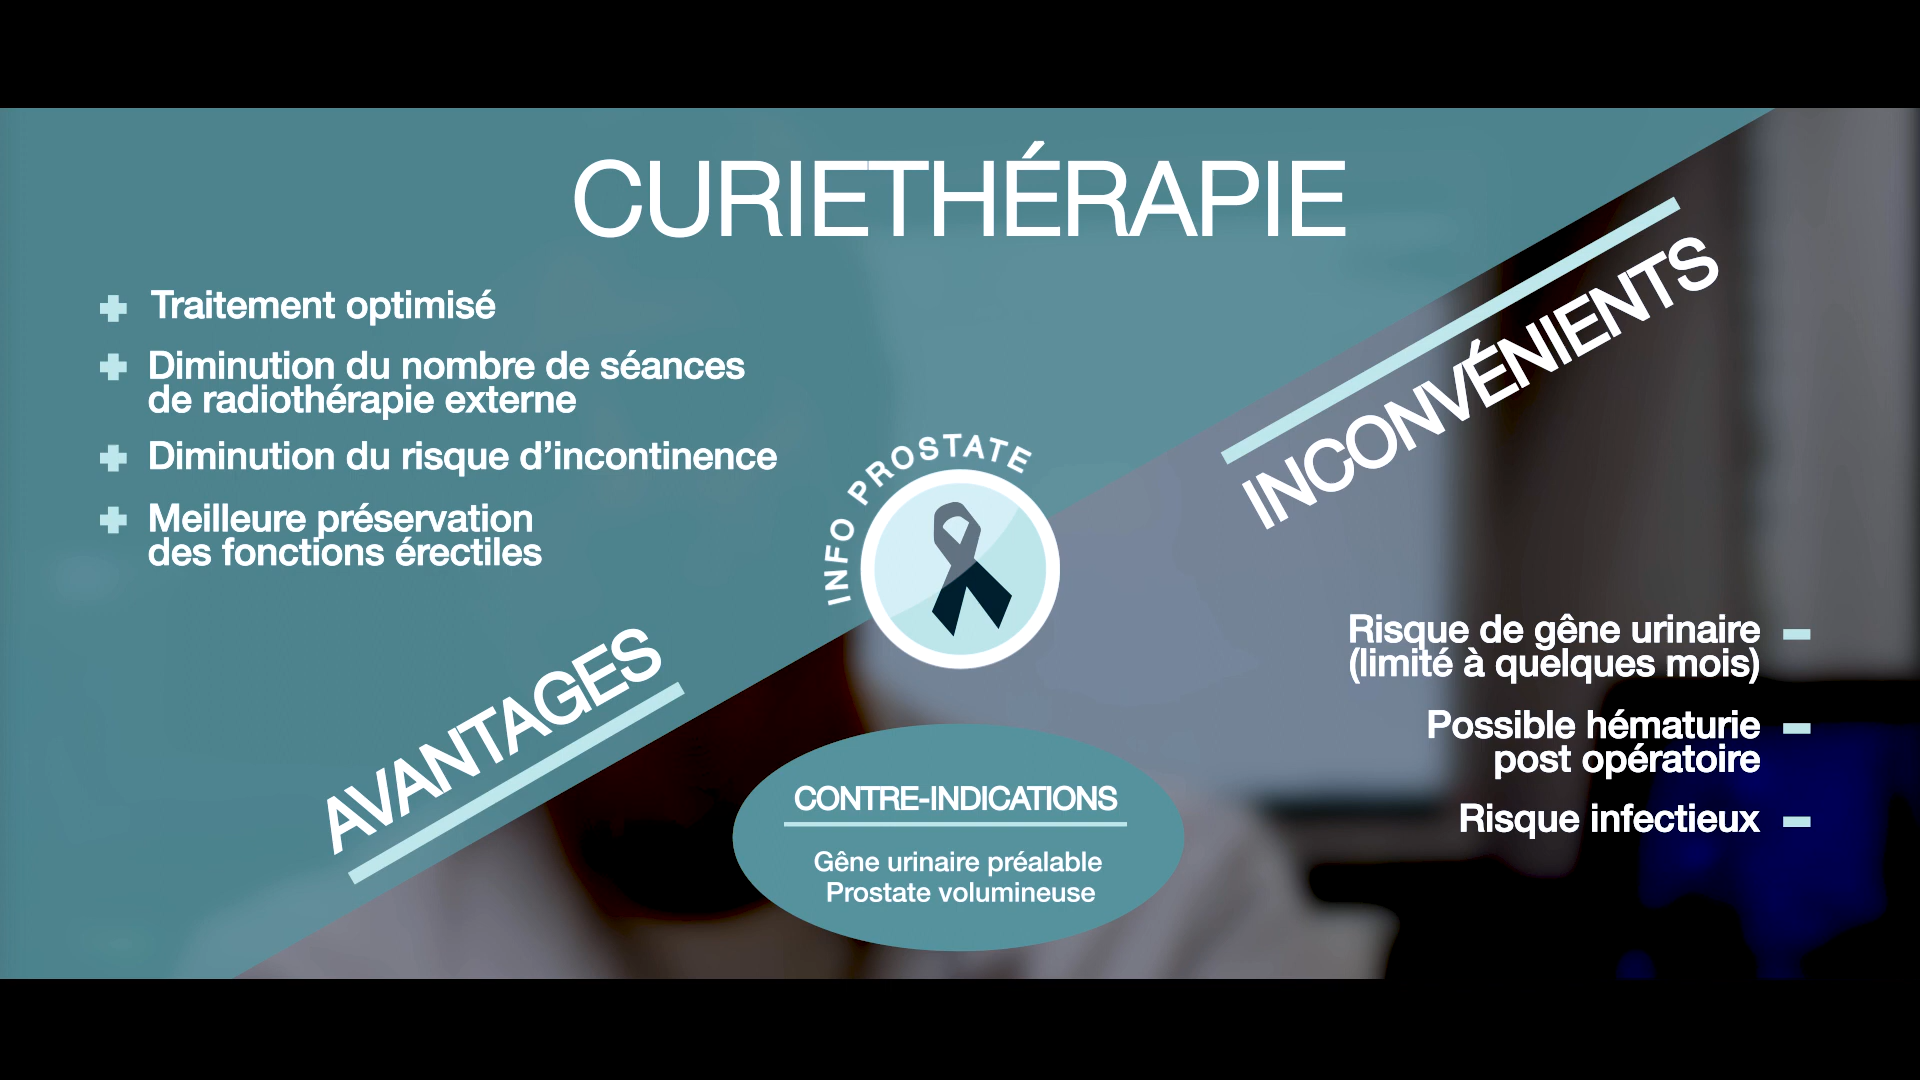 CURIETHÉRAPIE
Traitement optimisé
Diminution du nombre de séances
de radiothérapie externe
Diminution du risque d’incontinence
Meilleure préservation
des fonctions érectiles
AVANTAGES
INFO PROSTATE
INCONVÉNIENTS
Risque de gêne urinaire
(limité à quelques mois)
Possible hématurie
post opératoire
Risque infectieux
CONTRE-INDICATIONS
Gêne urinaire préalable
Prostate volumineuse